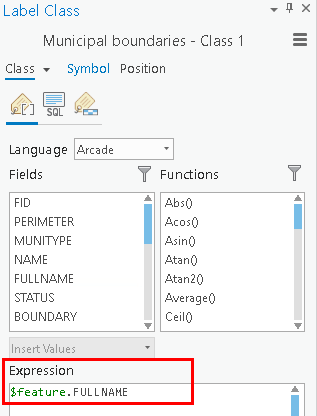 Label Class
Municipal boundaries - Class 1
Class Symbol Position
SQL
Language Arcade
Fields
FID
PERIMETER
MUNITYPE
NAME
FULLNAME
STATUS
BOUNDARY
Functions
Abs()
Acos()
Asin()
Atan()
Atan2()
Average()
Ceil()
Insert Values
Expression
$feature.FULLNAME